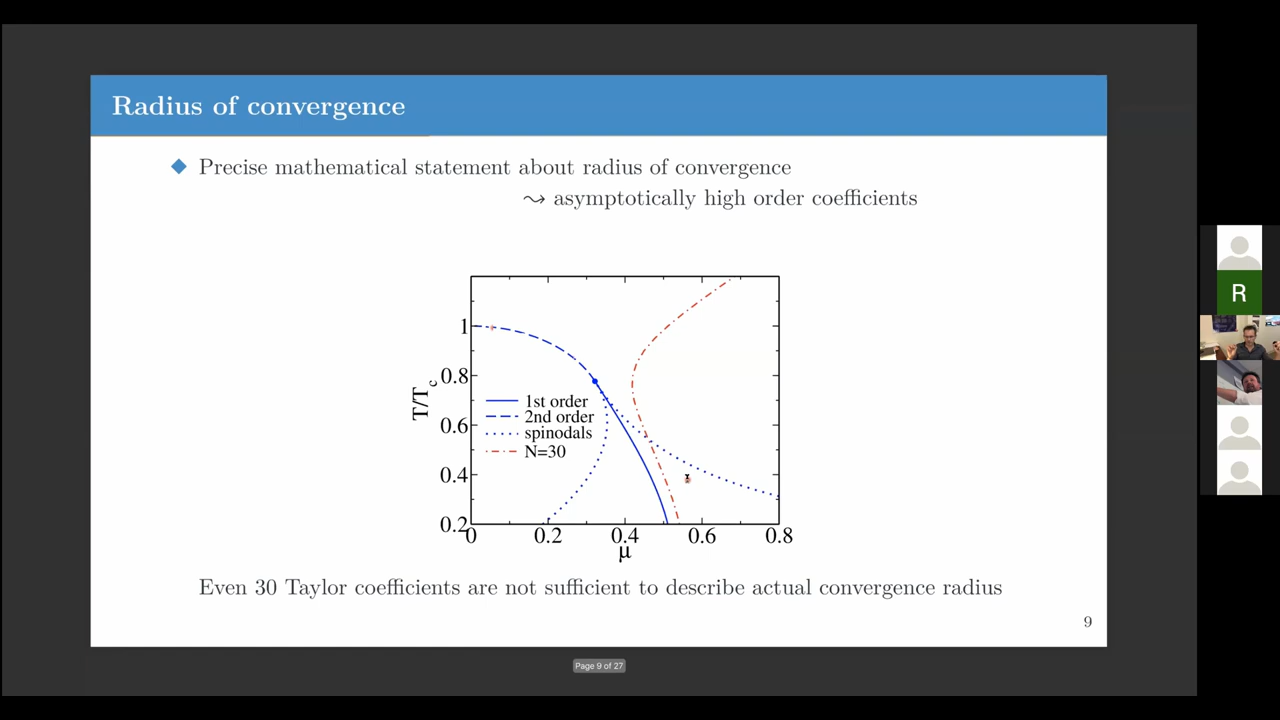 Radius of convergence
Precise mathematical statement about radius of convergence
⤳ asymptotically high order coefficients
1
0.8
0.6
0.4
0.2
T/Tc
1st order
2nd order
spinodals
N=30
0 0.2 0.4 0.6 0.8
μ
Even 30 Taylor coefficients are not sufficient to describe actual convergence radius
9
Page 9 of 27
R